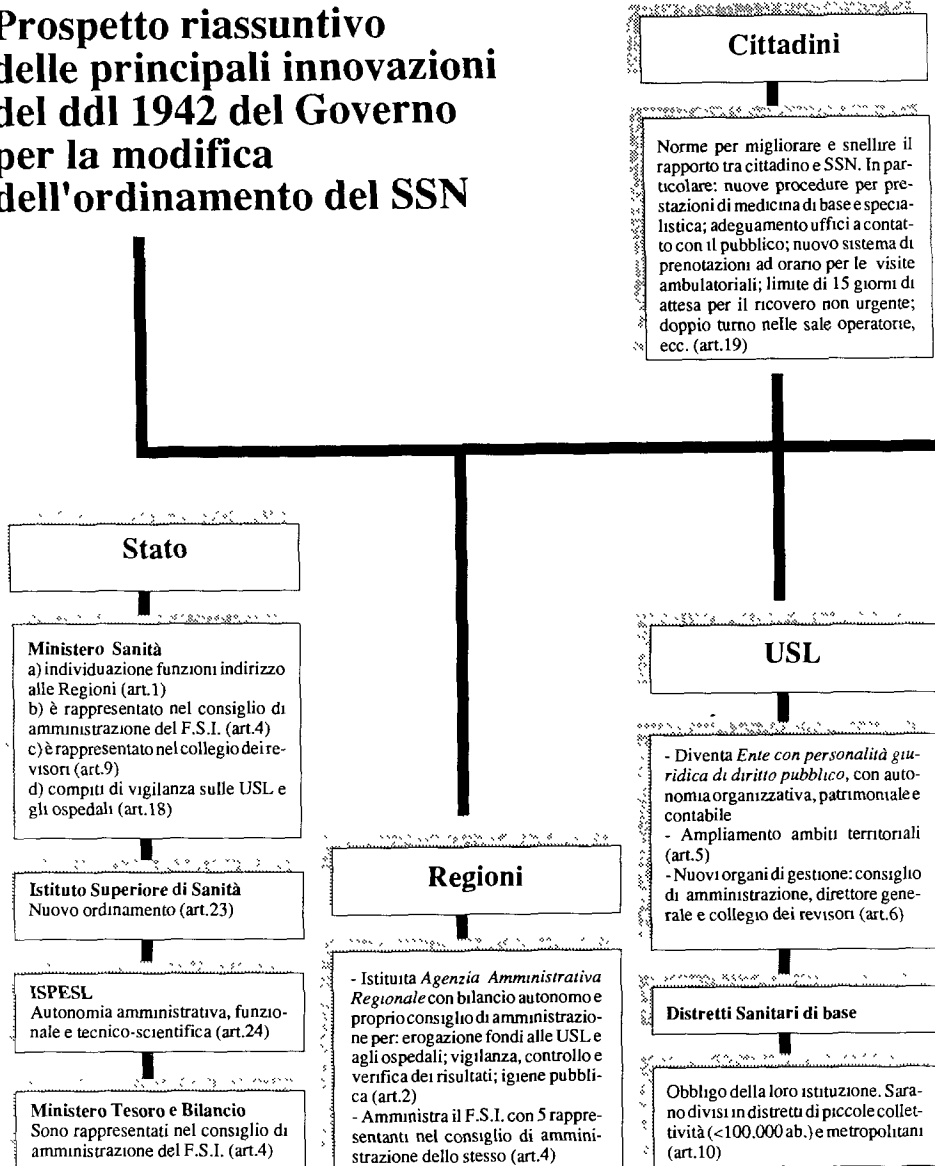 Prospetto riassuntivo
delle principali innovazioni
del ddl 1942 del Governo
per la modifica
dell'ordinamento del SSN
Cittadini
Norme per migliorare e snellire il
rapporto tra cittadino e SSN. In par-
ticolare: nuove procedure per pre-
stazioni di medicina di base e specia-
listica; adeguamento uffici a contat-
to con il pubblico; nuovo sistema di
prenotazioni ad orario per le visite
ambulatoriali; limite di 15 giorni di
attesa per il ricovero non urgente;
doppio turno nelle sale operatorie,
ecc. (art.19)
Stato
Ministero Sanità
a) individuazione funzioni indirizzo
alle Regioni (art.1)
b) è rappresentato nel consiglio di
amministrazione del F.S.I. (art.4)
c) è rappresentato nel collegio dei re-
visori (art.9)
d) compiti di vigilanza sulle USL e
gli ospedali (art.18)
Istituto Superiore di Sanità
Nuovo ordinamento (art.23)
ISPESL
Autonomia amministrativa, funzio-
nale e tecnico-scientifica (art.24)
Ministero Tesoro e Bilancio
Sono rappresentati nel consiglio di
amministrazione del F.S.I. (art.4)
Regioni
- Istituita Agenzia Amministrativa
Regionale con bilancio autonomo e
proprio consiglio di amministrazio-
ne per: erogazione fondi alle USL e
agli ospedali; vigilanza, controllo e
verifica dei risultati; igiene pubbli-
ca (art.2)
- Amministra il F.S.I. con 5 rappre-
sentanti nel consiglio di ammini-
strazione dello stesso (art.4)
USL
- Diventa Ente con personalità giu-
ridica di diritto pubblico, con auto-
nomia organizzativa, patrimoniale e
contabile
- Ampliamento ambiti territoriali
(art.5)
- Nuovi organi di gestione: consiglio
di amministrazione, direttore gene-
rale e collegio dei revisori (art.6)
Distretti Sanitari di base
Obbligo della loro istituzione. Sara-
no divisi in distretti di piccole collet-
tività (<100.000 ab.) e metropolitani
(art.10)